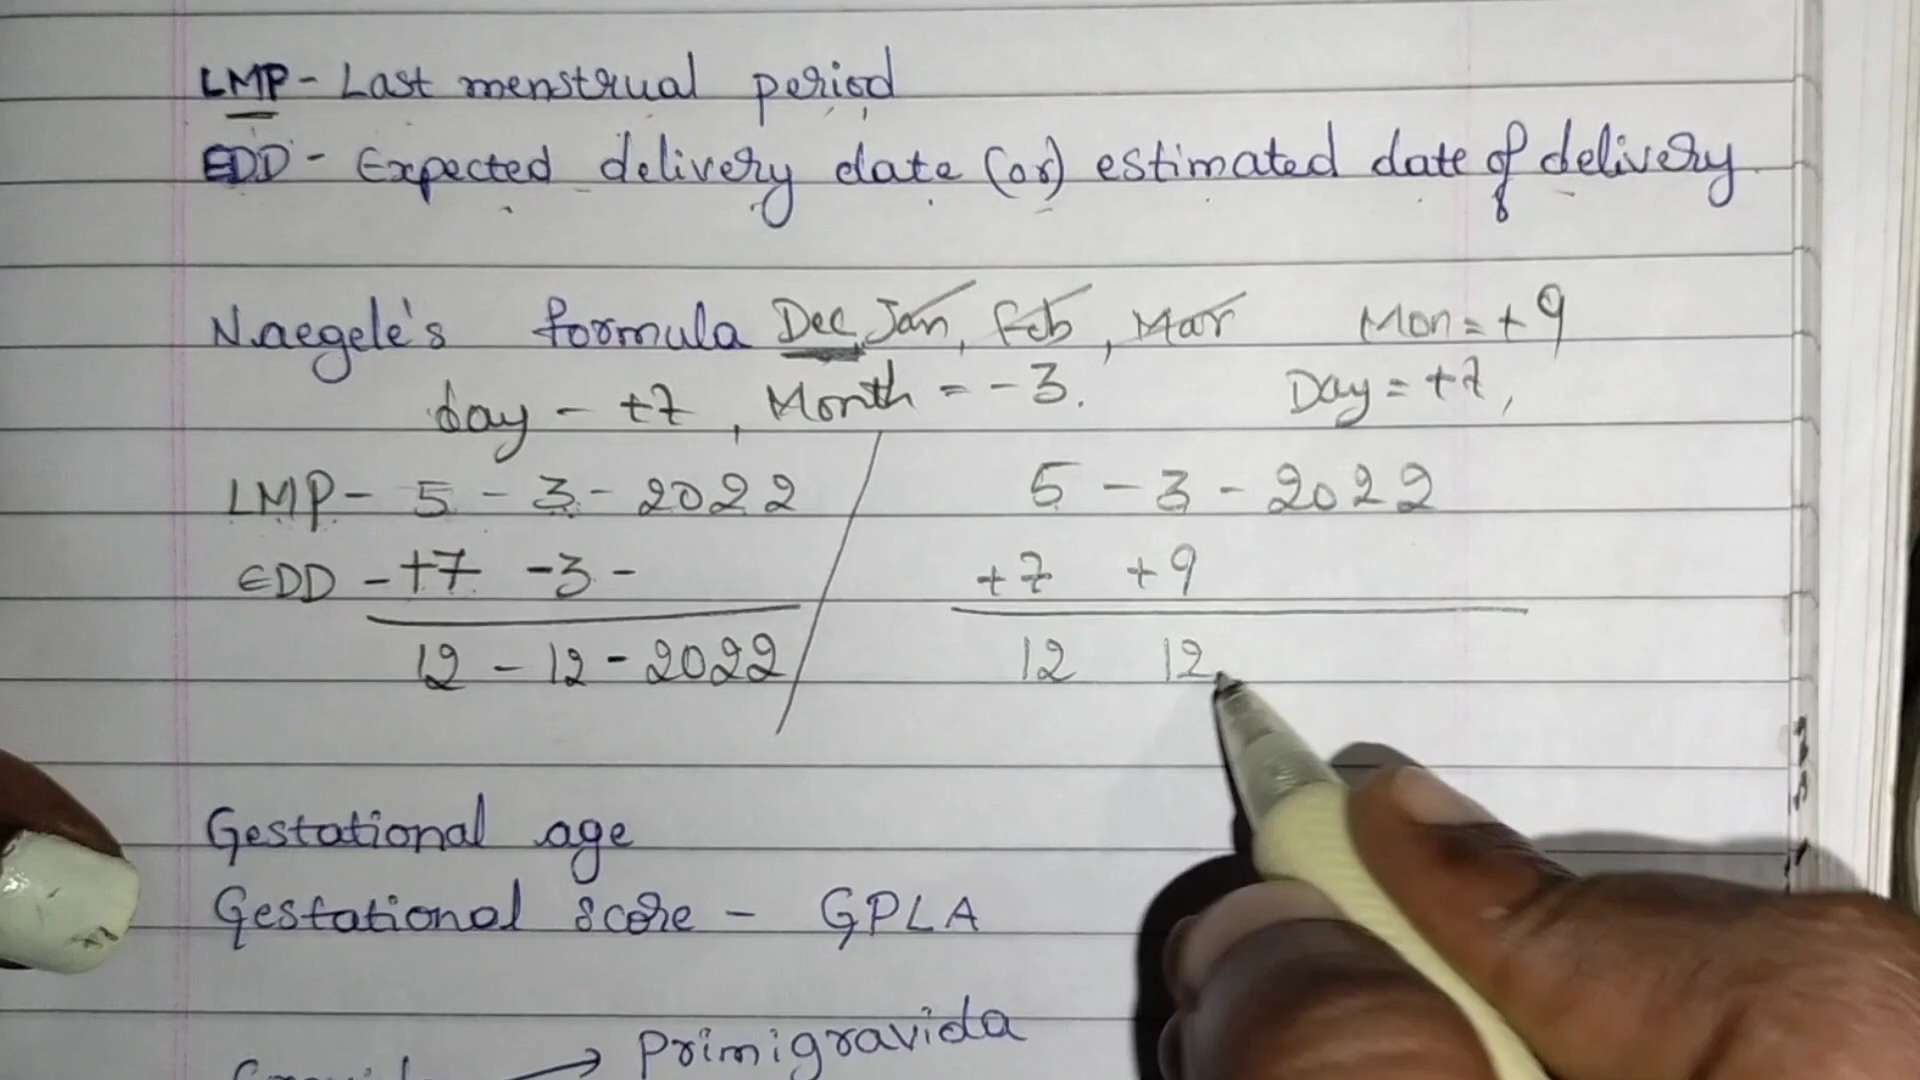 LMP - Last menstrual period
EDD - Expected delivery date (or) estimated date of delivery
Naegele's formula Dec, Jan, Feb, Mar Mon = +9
day - +7, Month = -3. Day = +7,
LMP - 5 - 3 - 2022 / 5 - 3 - 2022
EDD - +7 -3 - +7 +9
12 - 12 - 2022 12 12
Gestational age
Gestational score - GPLA
→ Primigravida